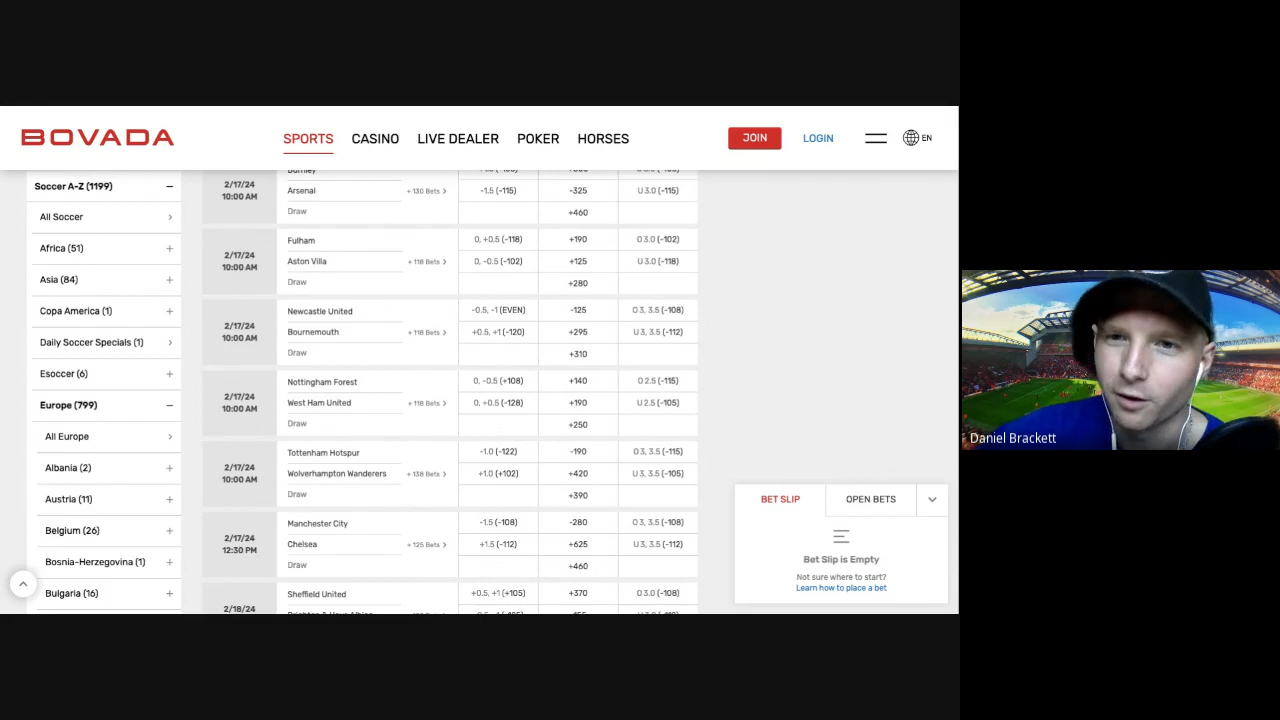 BOVADA
SPORTS CASINO LIVE DEALER POKER HORSES
JOIN LOGIN EN
Soccer A-Z (1199)
All Soccer
Africa (51)
Asia (84)
Copa America (1)
Daily Soccer Specials (1)
Esoccer (6)
Europe (799)
All Europe
Albania (2)
Austria (11)
Belgium (26)
Bosnia-Herzegovina (1)
Bulgaria (16)
Burnley
2/17/24
10:00 AM
Arsenal + 130 Bets -1.5 (-115) -325 U 3.0 (-115)
Draw +460
2/17/24
10:00 AM
Fulham 0, +0.5 (-118) +190 O 3.0 (-102)
Aston Villa + 118 Bets 0, -0.5 (-102) +125 U 3.0 (-118)
Draw +280
2/17/24
10:00 AM
Newcastle United -0.5, -1 (EVEN) -125 O 3, 3.5 (-108)
Bournemouth + 118 Bets +0.5, +1 (-120) +295 U 3, 3.5 (-112)
Draw +310
2/17/24
10:00 AM
Nottingham Forest 0, -0.5 (+108) +140 O 2.5 (-115)
West Ham United + 118 Bets 0, +0.5 (-128) +190 U 2.5 (-105)
Draw +250
2/17/24
10:00 AM
Tottenham Hotspur -1.0 (-122) -190 O 3, 3.5 (-115)
Wolverhampton Wanderers + 138 Bets +1.0 (+102) +420 U 3, 3.5 (-105)
Draw +390
2/17/24
12:30 PM
Manchester City -1.5 (-108) -280 O 3, 3.5 (-108)
Chelsea + 125 Bets +1.5 (-112) +625 U 3, 3.5 (-112)
Draw +460
2/18/24
Sheffield United +0.5, +1 (+105) +370 O 3.0 (-108)
BET SLIP OPEN BETS
Bet Slip is Empty
Not sure where to start?
Learn how to place a bet
Daniel Brackett